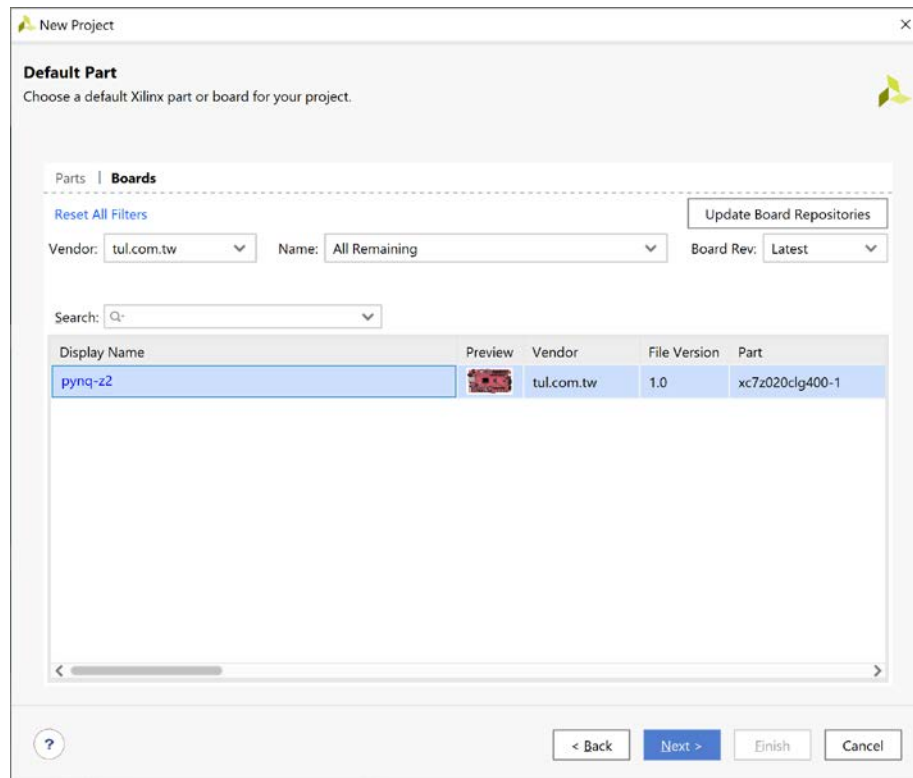 New Project
Default Part
Choose a default Xilinx part or board for your project.
Parts | Boards
Reset All Filters
Update Board Repositories
Vendor: tul.com.tw Name: All Remaining Board Rev: Latest
Search:
Display Name Preview Vendor File Version Part
pynq-z2 tul.com.tw 1.0 xc7z020clg400-1
? < Back Next > Finish Cancel